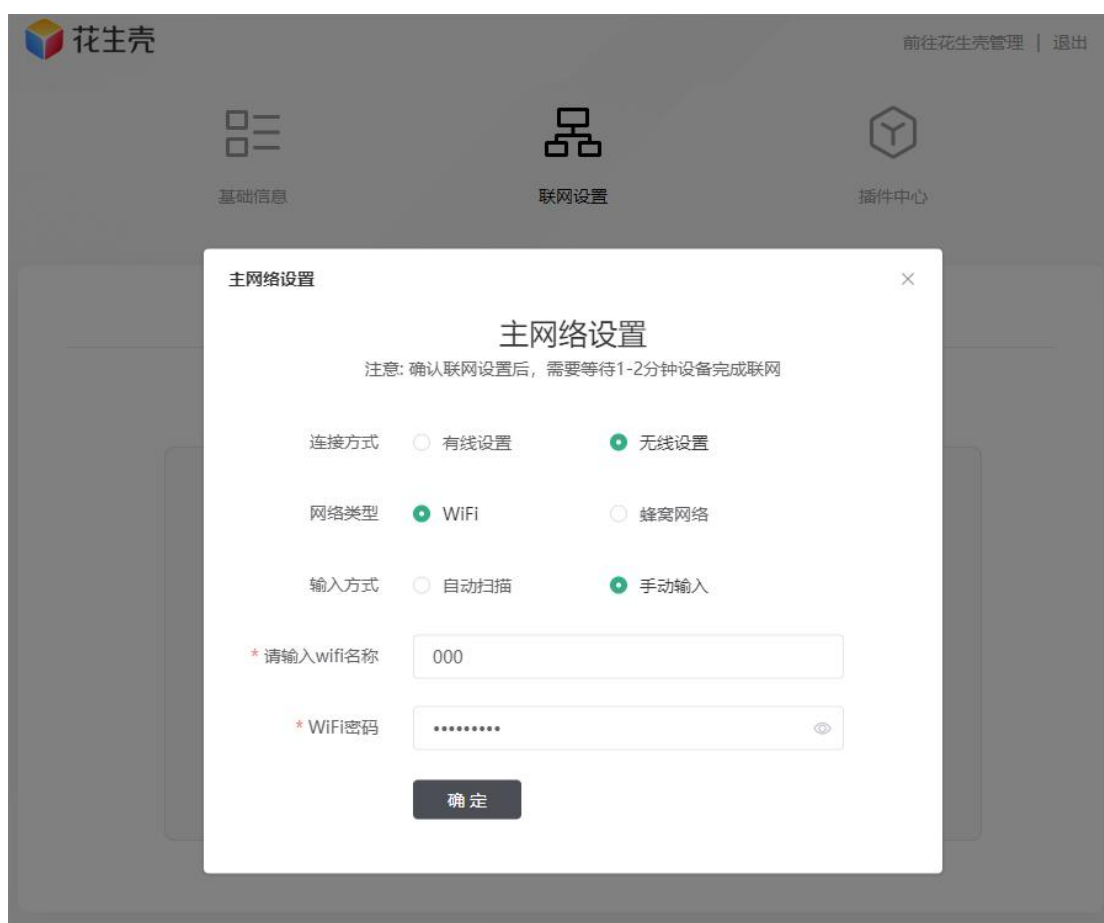 花生壳
前往花生壳管理 | 退出
基础信息
联网设置
插件中心
主网络设置
主网络设置
注意: 确认联网设置后，需要等待1-2分钟设备完成联网
连接方式 有线设置 无线设置
网络类型 WiFi 蜂窝网络
输入方式 自动扫描 手动输入
* 请输入wifi名称 000
* WiFi密码 •••••••••
确 定